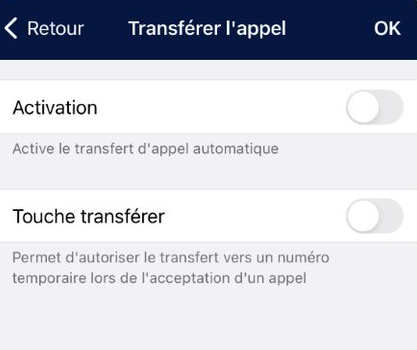 Retour Transférer l'appel OK
Activation
Active le transfert d'appel automatique
Touche transférer
Permet d'autoriser le transfert vers un numéro
temporaire lors de l'acceptation d'un appel